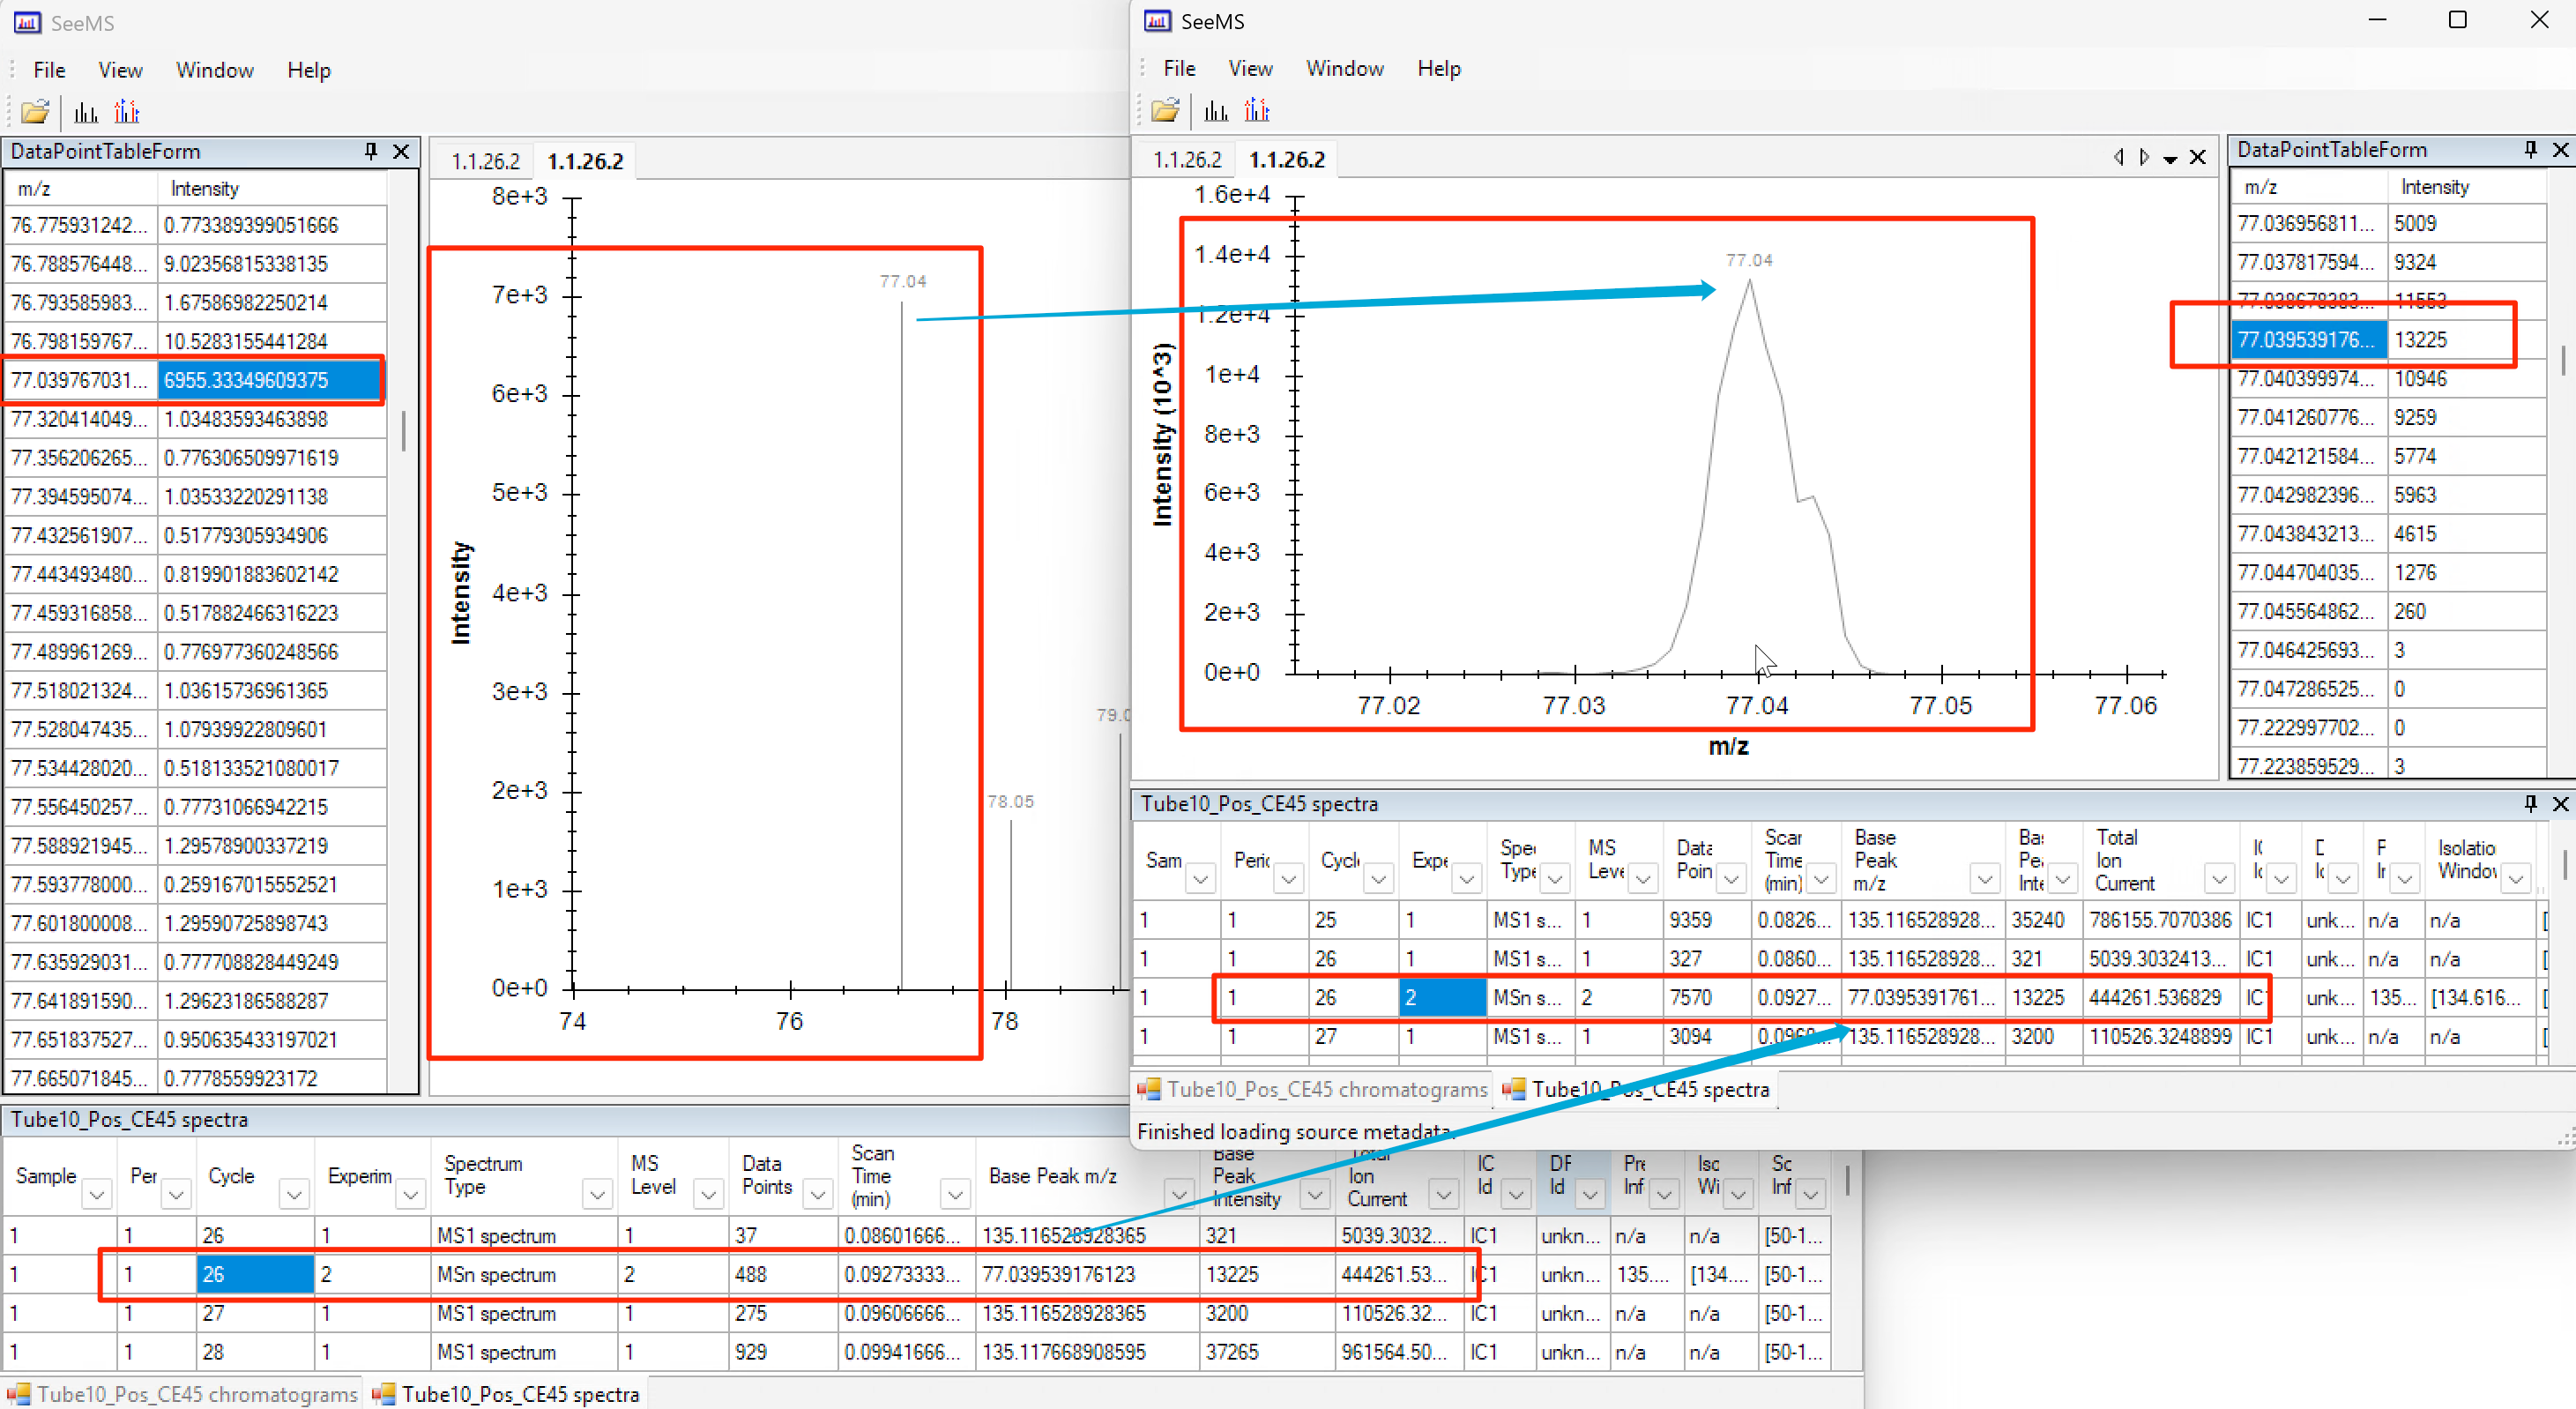 SeeMS
File View Window Help
DataPointTableForm
m/z Intensity
76.775931242... 0.773389399051666
76.788576448... 9.02356815338135
76.793585983... 1.67586982250214
76.798159767... 10.5283155441284
77.039767031... 6955.33349609375
77.320414049... 1.03483593463898
77.356206265... 0.776306509971619
77.394595074... 1.03533220291138
77.432561907... 0.51779305934906
77.443493480... 0.819901883602142
77.459316858... 0.517882466316223
77.489961269... 0.776977360248566
77.518021324... 1.03615736961365
77.528047435... 1.07939922809601
77.534428020... 0.518133521080017
77.556450257... 0.77731066942215
77.588921945... 1.29578900337219
77.593778000... 0.259167015552521
77.601800008... 1.29590725898743
77.635929031... 0.777708828449249
77.641891590... 1.29623186588287
77.651837527... 0.950635433197021
77.665071845... 0.7778559923172
1.1.26.2 1.1.26.2
8e+3
7e+3
6e+3
5e+3
4e+3
3e+3
2e+3
1e+3
0e+0
Intensity
77.04
78.05
79.0
74 76 78
Tube10_Pos_CE45 spectra
Sample Per Cycle Experim Spectrum Type MS Level Data Points Scan Time (min) Base Peak m/z Base Peak Intensity Total Ion Current IC Id DF Id Pre Inf Isc Wi Sc Inf
1 1 26 1 MS1 spectrum 1 37 0.08601666... 135.116528928365 321 5039.3032... IC1 unkn... n/a n/a [50-1...
1 1 26 2 MSn spectrum 2 488 0.09273333... 77.039539176123 13225 444261.53... IC1 unkn... 135.... [134.... [50-1...
1 1 27 1 MS1 spectrum 1 275 0.09606666... 135.116528928365 3200 110526.32... IC1 unkn... n/a n/a [50-1...
1 1 28 1 MS1 spectrum 1 929 0.09941666... 135.117668908595 37265 961564.50... IC1 unkn... n/a n/a [50-1...
Tube10_Pos_CE45 chromatograms Tube10_Pos_CE45 spectra
SeeMS
File View Window Help
1.1.26.2 1.1.26.2
1.6e+4
1.4e+4
1.2e+4
1e+4
8e+3
6e+3
4e+3
2e+3
0e+0
Intensity (10^3)
77.04
77.02 77.03 77.04 77.05 77.06
m/z
DataPointTableForm
m/z Intensity
77.036956811... 5009
77.037817594... 9324
77.038678383... 11553
77.039539176... 13225
77.040399974... 10946
77.041260776... 9259
77.042121584... 5774
77.042982396... 5963
77.043843213... 4615
77.044704035... 1276
77.045564862... 260
77.046425693... 3
77.047286525... 0
77.222997702... 0
77.223859529... 3
Tube10_Pos_CE45 spectra
Sam Peric Cycl Expe Spe Type MS Leve Data Poin Scar Time (min) Base Peak m/z Ba: Pe Inte Total Ion Current Isolatio Windo
1 1 25 1 MS1 s... 1 9359 0.0826... 135.116528928... 35240 786155.7070386 IC1 unk... n/a n/a [
1 1 26 1 MS1 s... 1 327 0.0860... 135.116528928... 321 5039.3032413... IC1 unk... n/a n/a [
1 1 26 2 MSn s... 2 7570 0.0927... 77.0395391761... 13225 444261.536829 IC1 unk... 135... [134.616... [
1 1 27 1 MS1 s... 1 3094 0.0960... 135.116528928... 3200 110526.3248899 IC1 unk... n/a n/a [
Tube10_Pos_CE45 chromatograms Tube10_Pos_CE45 spectra
Finished loading source metadata.